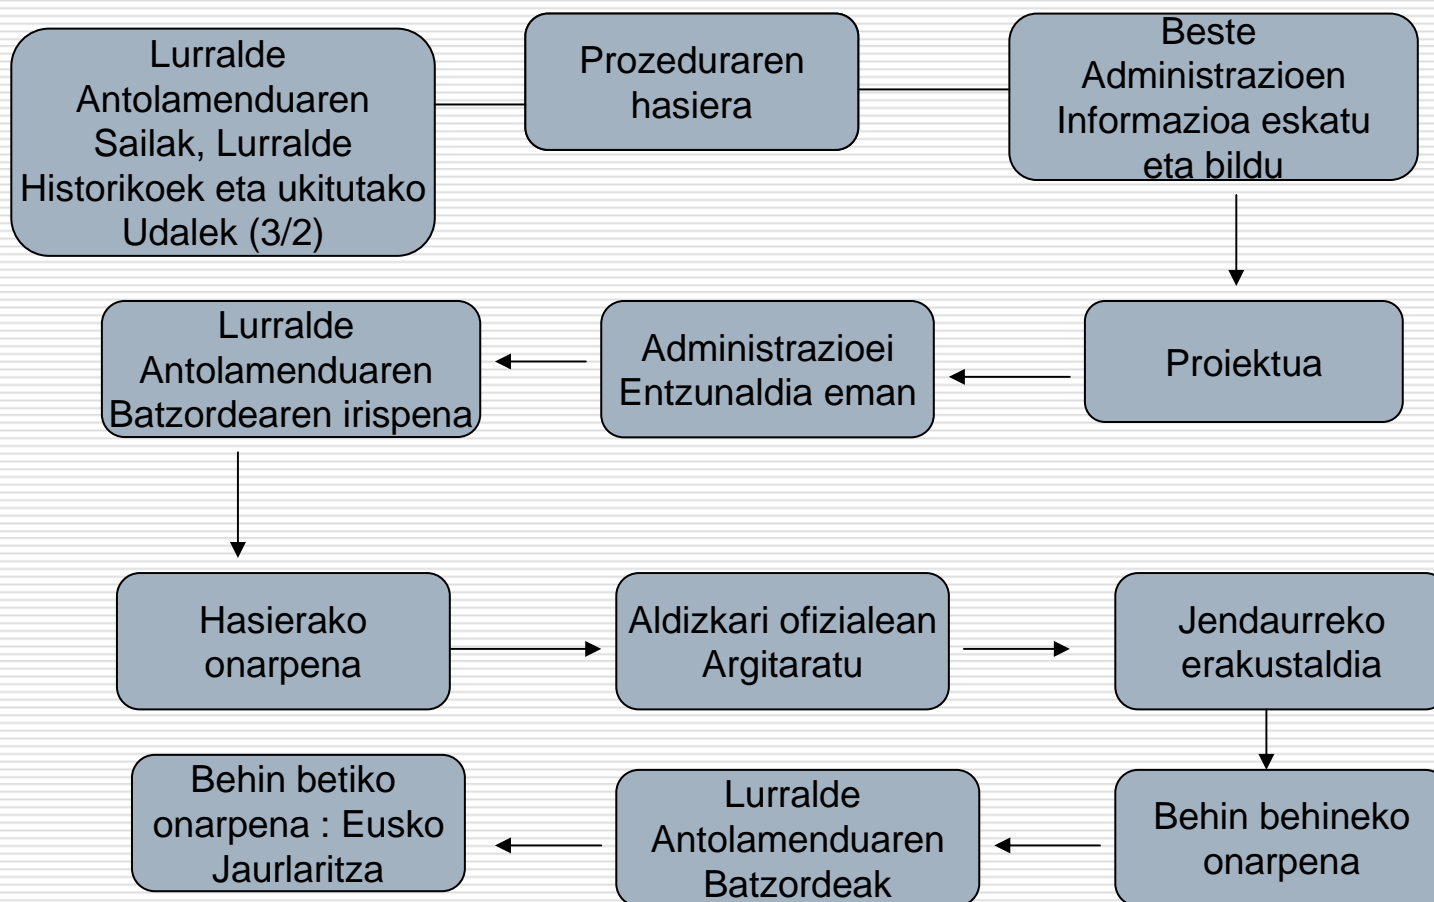 Lurralde
Antolamenduaren
Sailak, Lurralde
Historikoek eta ukitutako
Udalek (3/2)
Prozeduraren
hasiera
Beste
Administrazioen
Informazioa eskatu
eta bildu
Proiektua
Administrazioei
Entzunaldia eman
Lurralde
Antolamenduaren
Batzordearen irispena
Hasierako
onarpena
Aldizkari ofizialean
Argitaratu
Jendaurreko
erakustaldia
Behin behineko
onarpena
Lurralde
Antolamenduaren
Batzordeak
Behin betiko
onarpena : Eusko
Jaurlaritza